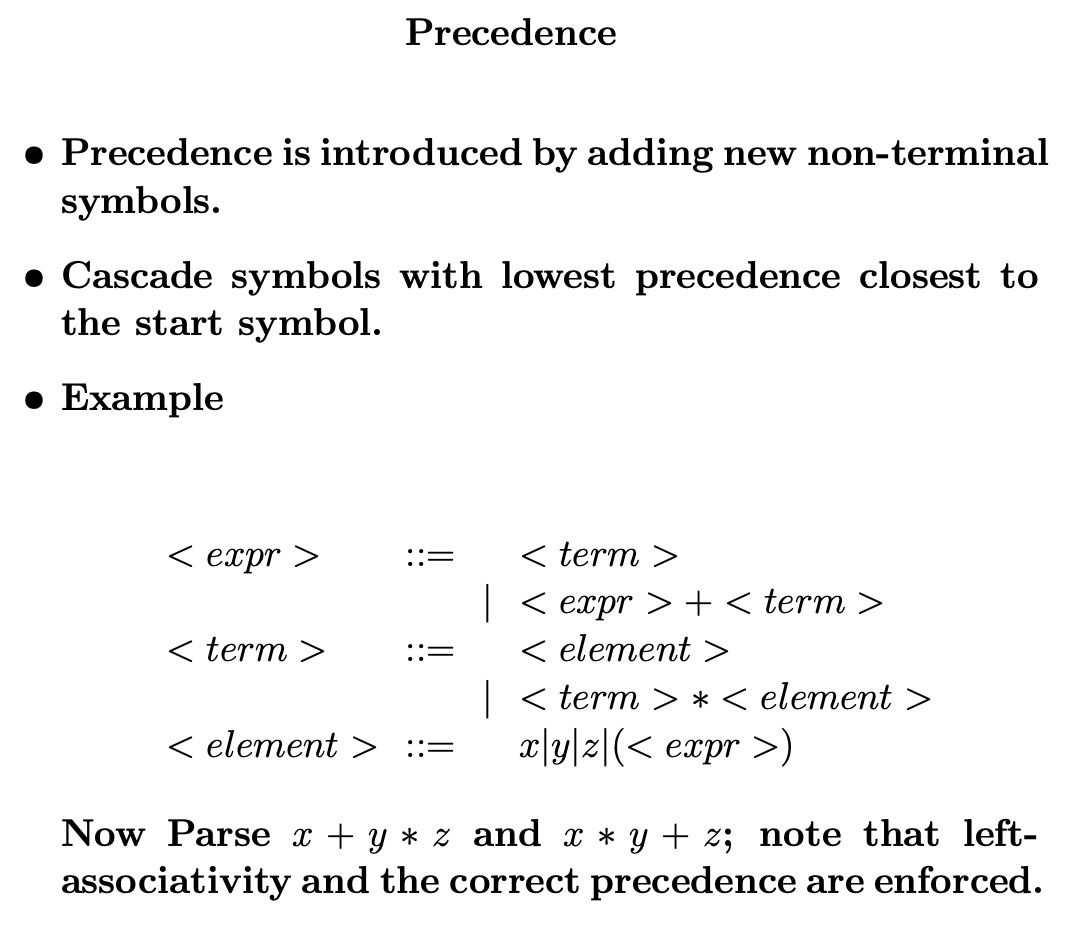 Precedence
• Precedence is introduced by adding new non-terminal
symbols.
• Cascade symbols with lowest precedence closest to
the start symbol.
• Example
< expr > ::= < term >
| < expr > + < term >
< term > ::= < element >
| < term > ∗ < element >
< element > ::= x|y|z|(< expr >)
Now Parse x + y ∗ z and x ∗ y + z; note that left-
associativity and the correct precedence are enforced.